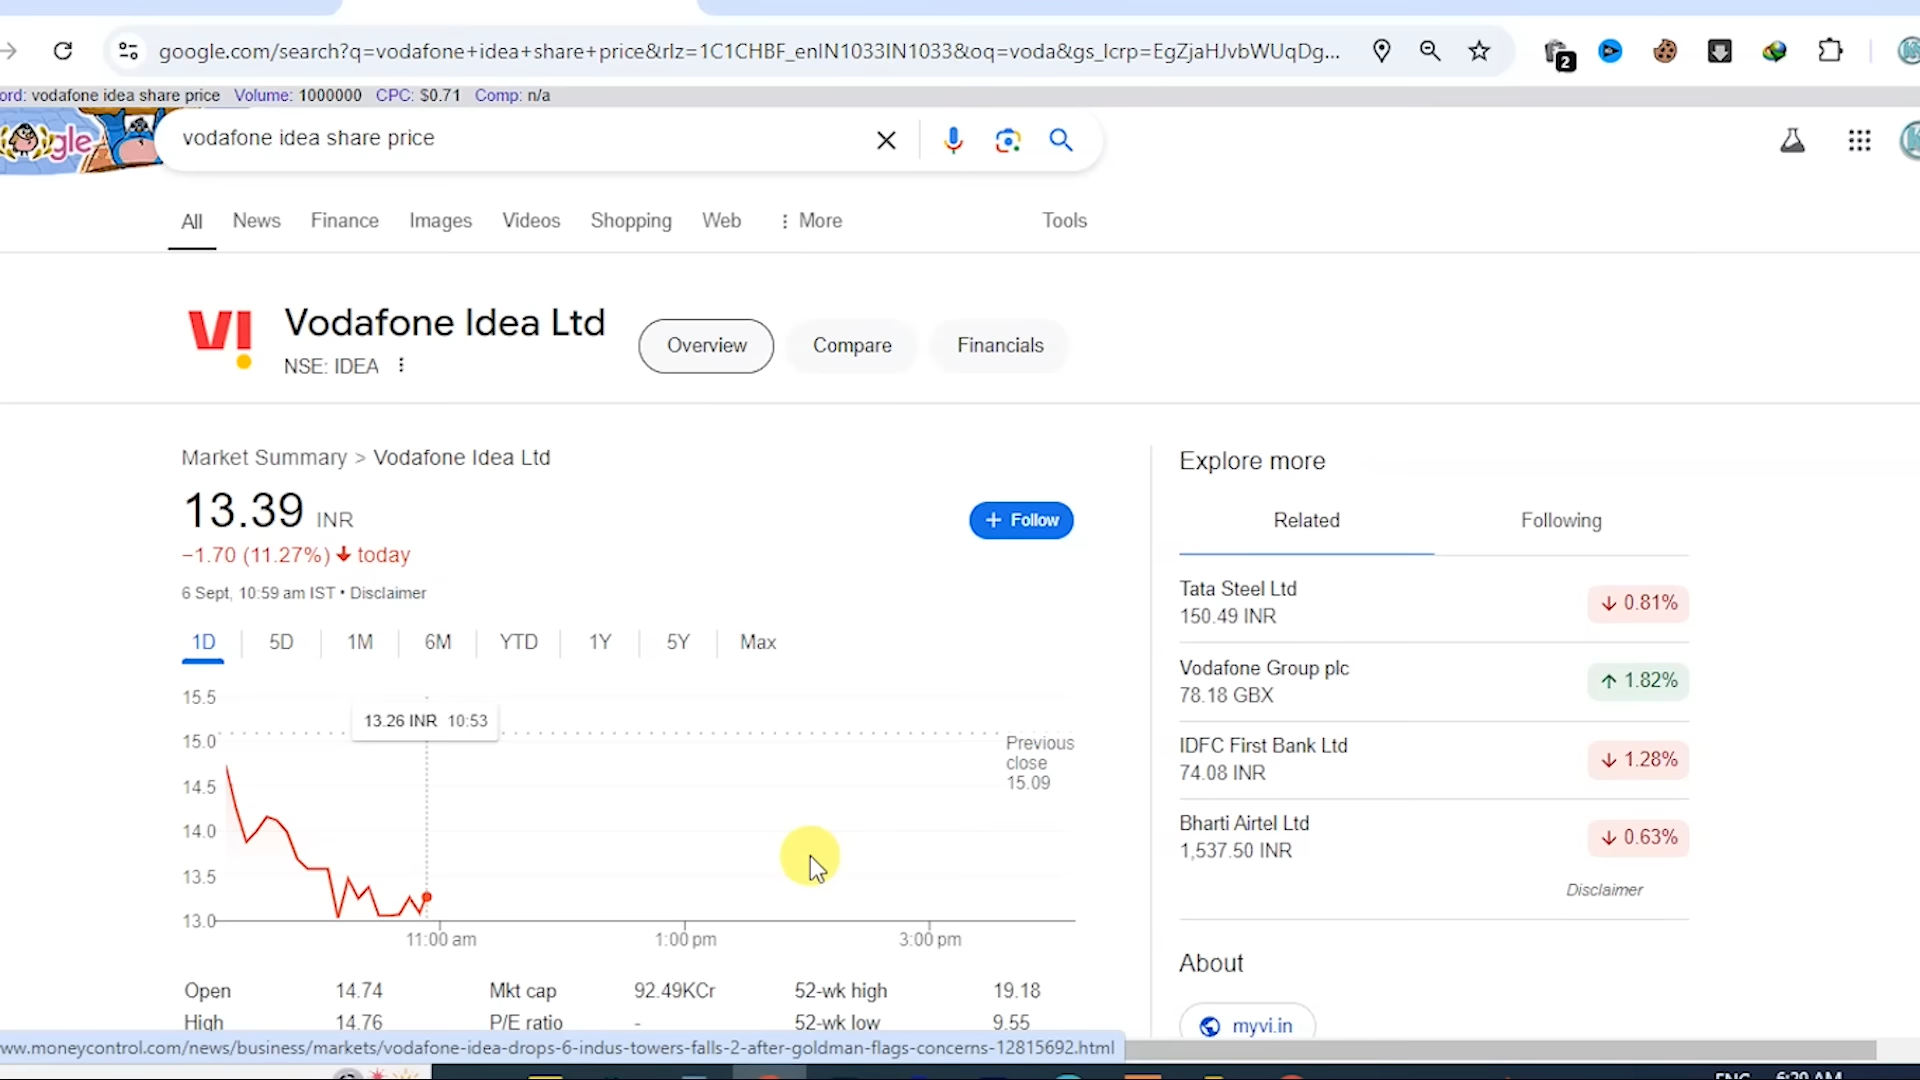 google.com/search?q=vodafone+idea+share+price&rlz=1C1CHBF_enIN1033IN1033&oq=voda&gs_lcrp=EgZjaHJvbWUqDg...
2
ord: vodafone idea share price Volume: 1000000 CPC: $0.71 Comp: n/a
gle
vodafone idea share price
All News Finance Images Videos Shopping Web More Tools
VI
Vodafone Idea Ltd
NSE: IDEA
Overview Compare Financials
Market Summary > Vodafone Idea Ltd
13.39 INR
−1.70 (11.27%) today
+ Follow
6 Sept, 10:59 am IST • Disclaimer
1D 5D 1M 6M YTD 1Y 5Y Max
13.26 INR 10:53
15.5
15.0
14.5
14.0
13.5
13.0
Previous
close
15.09
11:00 am 1:00 pm 3:00 pm
Open 14.74 Mkt cap 92.49KCr 52-wk high 19.18
High 14.76 P/E ratio - 52-wk low 9.55
Explore more
Related Following
Tata Steel Ltd
150.49 INR
0.81%
Vodafone Group plc
78.18 GBX
1.82%
IDFC First Bank Ltd
74.08 INR
1.28%
Bharti Airtel Ltd
1,537.50 INR
0.63%
Disclaimer
About
myvi.in
ww.moneycontrol.com/news/business/markets/vodafone-idea-drops-6-indus-towers-falls-2-after-goldman-flags-concerns-12815692.html
ENG 6:29 AM